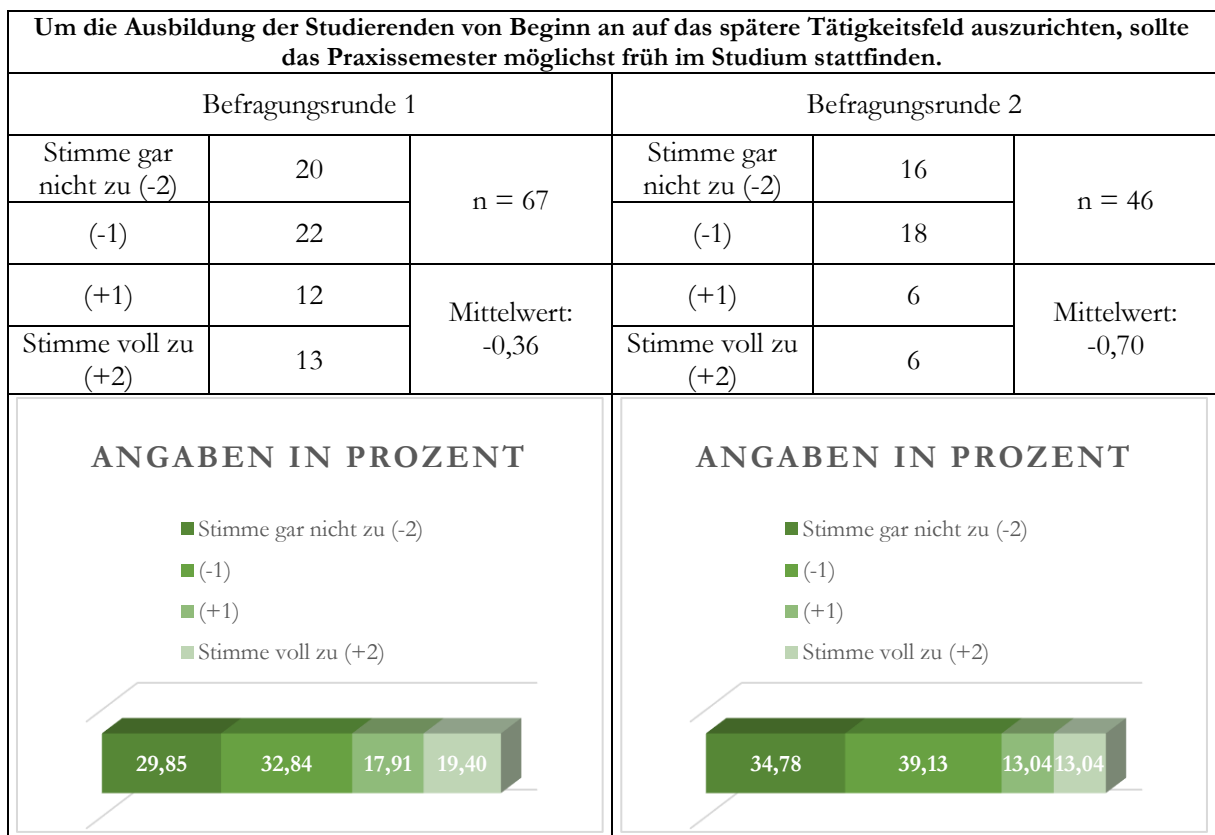 Um die Ausbildung der Studierenden von Beginn an auf das spätere Tätigkeitsfeld auszurichten, sollte
das Praxissemester möglichst früh im Studium stattfinden.
Befragungsrunde 1
Stimme gar
nicht zu (-2)
20
n = 67
(-1)
22
(+1)
12
Mittelwert:
-0,36
Stimme voll zu
(+2)
13
Befragungsrunde 2
Stimme gar
nicht zu (-2)
16
n = 46
(-1)
18
(+1)
6
Mittelwert:
-0,70
Stimme voll zu
(+2)
6
ANGABEN IN PROZENT
Stimme gar nicht zu (-2)
(-1)
(+1)
Stimme voll zu (+2)
29,85 32,84 17,91 19,40
ANGABEN IN PROZENT
Stimme gar nicht zu (-2)
(-1)
(+1)
Stimme voll zu (+2)
34,78 39,13 13,04 13,04